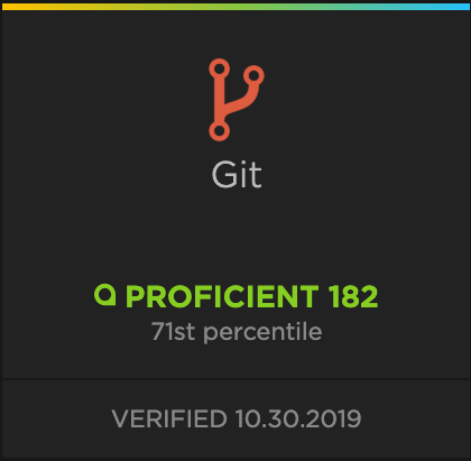 Git
PROFICIENT 182
71st percentile
VERIFIED 10.30.2019